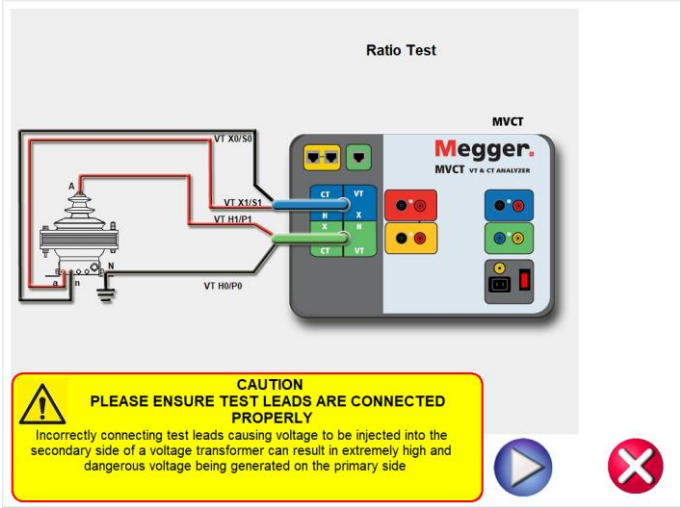 Ratio Test
MVCT
Megger.
MVCT VT & CT ANALYZER
VT X0/S0
CT VT
VT X1/S1
H X
VT H1/P1
X H
CT VT
A
N
a n
VT H0/P0
CAUTION
PLEASE ENSURE TEST LEADS ARE CONNECTED
PROPERLY
Incorrectly connecting test leads causing voltage to be injected into the
secondary side of a voltage transformer can result in extremely high and
dangerous voltage being generated on the primary side